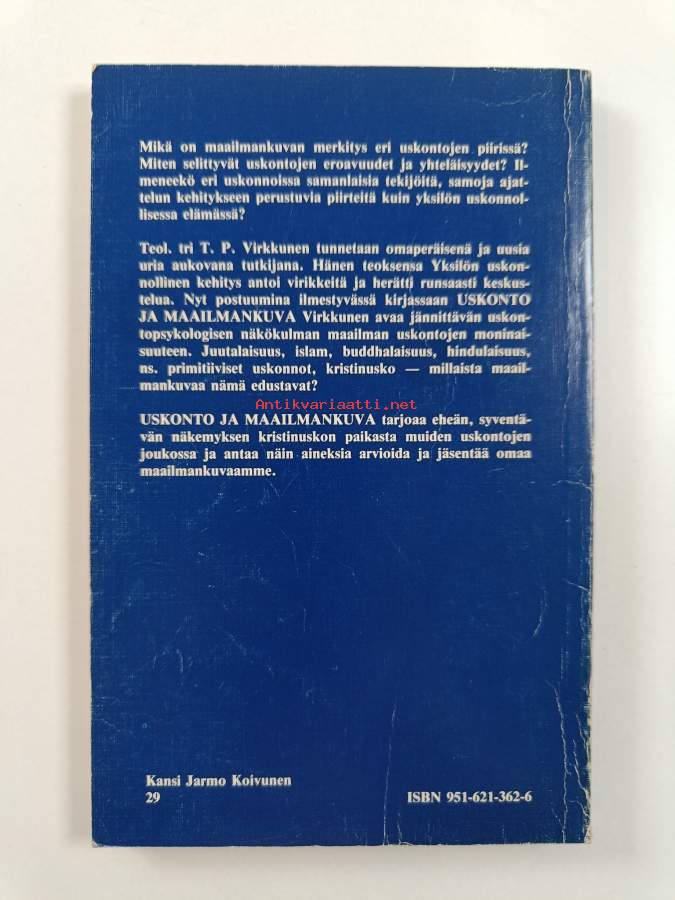 Mikä on maailmankuvan merkitys eri uskontojen piirissä?
Miten selittyvät uskontojen eroavuudet ja yhteläisyydet? Il-
meneekö eri uskonnoissa samanlaisia tekijöitä, samoja ajat-
telun kehitykseen perustuvia piirteitä kuin yksilön uskonnol-
lisessa elämässä?
Teol. tri T. P. Virkkunen tunnetaan omaperäisenä ja uusia
uria aukovana tutkijana. Hänen teoksensa Yksilön uskon-
nollinen kehitys antoi virikkeitä ja herätti runsaasti keskus-
telua. Nyt postuumina ilmestyvässä kirjassaan USKONTO
JA MAAILMANKUVA Virkkunen avaa jännittävän uskon-
topsykologisen näkökulman maailman uskontojen moninai-
suuteen. Juutalaisuus, islam, buddhalaisuus, hindulaisuus,
ns. primitiiviset uskonnot, kristinusko — millaista maail-
mankuvaa nämä edustavat?
Antikvariaatti.net
USKONTO JA MAAILMANKUVA tarjoaa eheän, syventä-
vän näkemyksen kristinuskon paikasta muiden uskontojen
joukossa ja antaa näin aineksia arvioida ja jäsentää omaa
maailmankuvaamme.
Kansi Jarmo Koivunen
29
ISBN 951-621-362-6